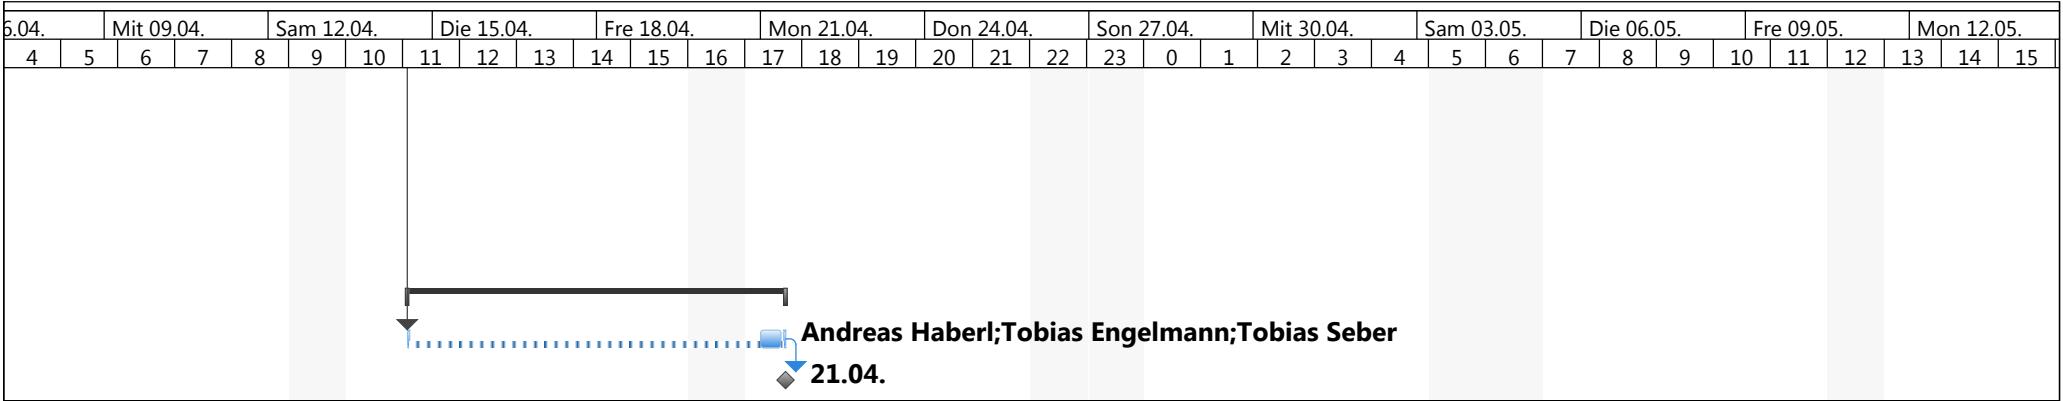 6.04. Mit 09.04. Sam 12.04. Die 15.04. Fre 18.04. Mon 21.04. Don 24.04. Son 27.04. Mit 30.04. Sam 03.05. Die 06.05. Fre 09.05. Mon 12.05.
4 5 6 7 8 9 10 11 12 13 14 15 16 17 18 19 20 21 22 23 0 1 2 3 4 5 6 7 8 9 10 11 12 13 14 15
Andreas Haberl;Tobias Engelmann;Tobias Seber
21.04.